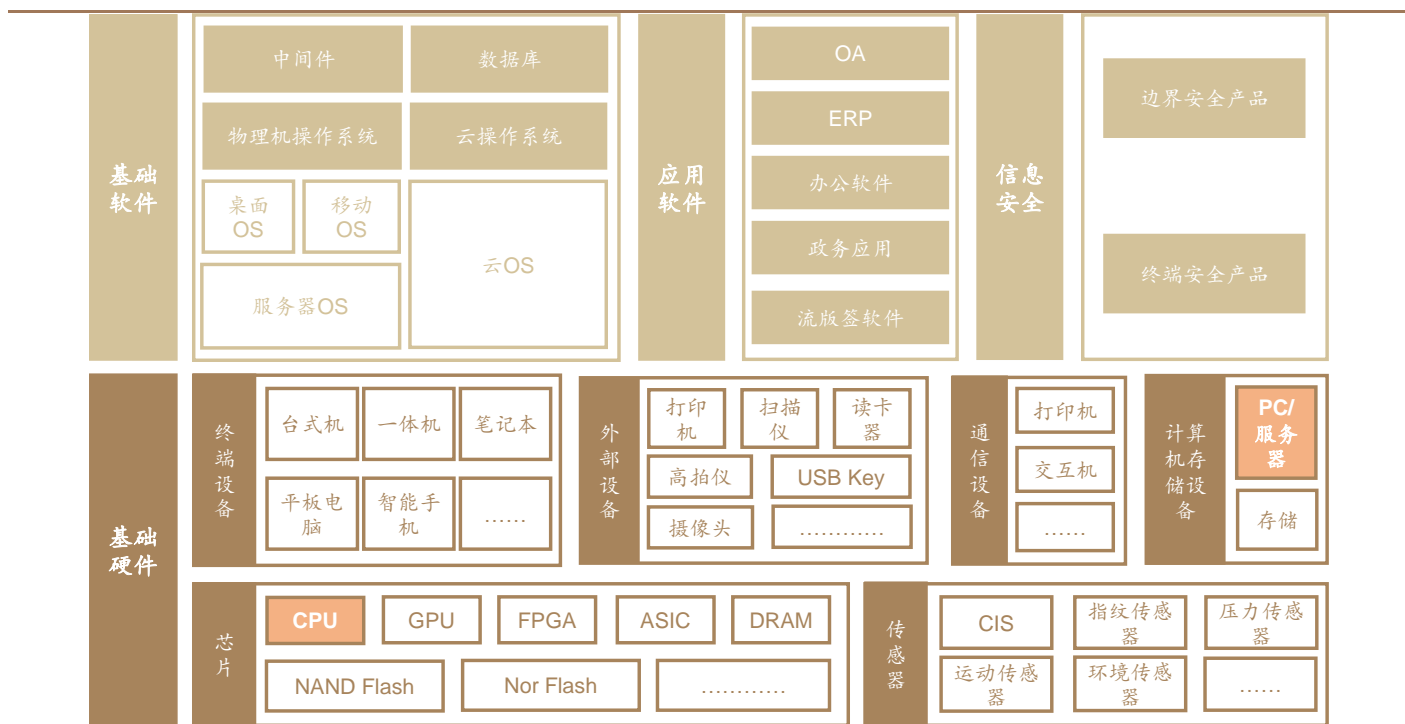 基础
软件
中间件
数据库
物理机操作系统
云操作系统
桌面
OS
移动
OS
云OS
服务器OS
应用
软件
OA
ERP
办公软件
政务应用
流版签软件
信息
安全
边界安全产品
终端安全产品
基础
硬件
终
端
设
备
台式机
一体机
笔记本
平板电
脑
智能手
机
……
外
部
设
备
打印
机
扫描
仪
读卡
器
高拍仪
USB Key
摄像头
…………
通
信
设
备
打印机
交互机
……
计算
机存
储设
备
PC/
服务
器
存储
芯
片
CPU
GPU
FPGA
ASIC
DRAM
NAND Flash
Nor Flash
…………
传
感
器
CIS
指纹传感
器
压力传感
器
运动传感
器
环境传感
器
……